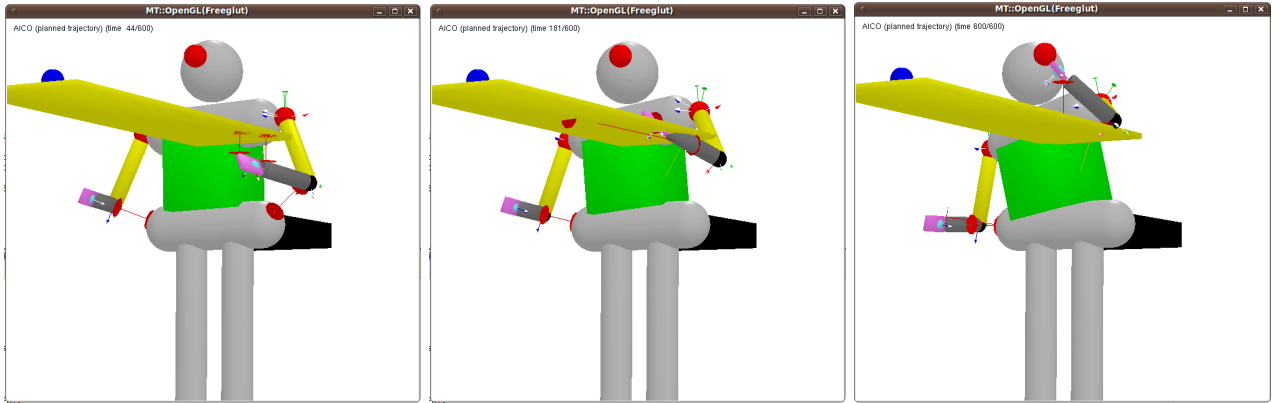 MT::OpenGL(Freeglut)
AICO (planned trajectory) (time 44/600)
MT::OpenGL(Freeglut)
AICO (planned trajectory) (time 181/600)
MT::OpenGL(Freeglut)
AICO (planned trajectory) (time 600/600)